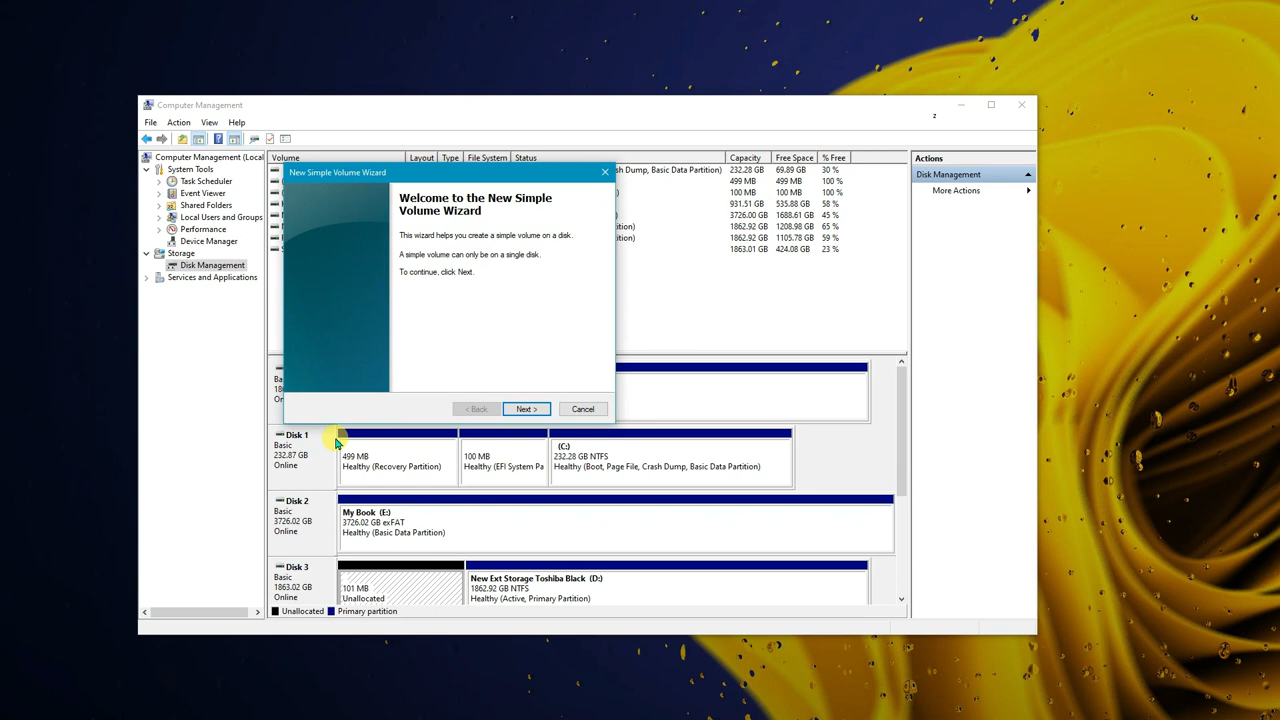 Computer Management
z
File Action View Help
Computer Management (Local
System Tools
Task Scheduler
Event Viewer
Shared Folders
Local Users and Groups
Performance
Device Manager
Storage
Disk Management
Services and Applications
Volume Layout Type File System Status Capacity Free Space % Free
sh Dump, Basic Data Partition) 232.28 GB 69.89 GB 30 %
499 MB 499 MB 100 %
100 MB 100 MB 100 %
931.51 GB 535.88 GB 58 %
3726.00 GB 1688.61 GB 45 %
ition) 1862.92 GB 1208.98 GB 65 %
ition) 1862.92 GB 1105.78 GB 59 %
1863.01 GB 424.08 GB 23 %
New Simple Volume Wizard
Welcome to the New Simple
Volume Wizard
This wizard helps you create a simple volume on a disk.
A simple volume can only be on a single disk.
To continue, click Next.
< Back Next > Cancel
Disk 1
Basic
232.87 GB
Online
499 MB
Healthy (Recovery Partition)
100 MB
Healthy (EFI System Pa
(C:)
232.28 GB NTFS
Healthy (Boot, Page File, Crash Dump, Basic Data Partition)
Disk 2
Basic
3726.02 GB
Online
My Book (E:)
3726.02 GB exFAT
Healthy (Basic Data Partition)
Disk 3
Basic
1863.02 GB
Online
101 MB
Unallocated
New Ext Storage Toshiba Black (D:)
1862.92 GB NTFS
Healthy (Active, Primary Partition)
Unallocated Primary partition
Actions
Disk Management
More Actions